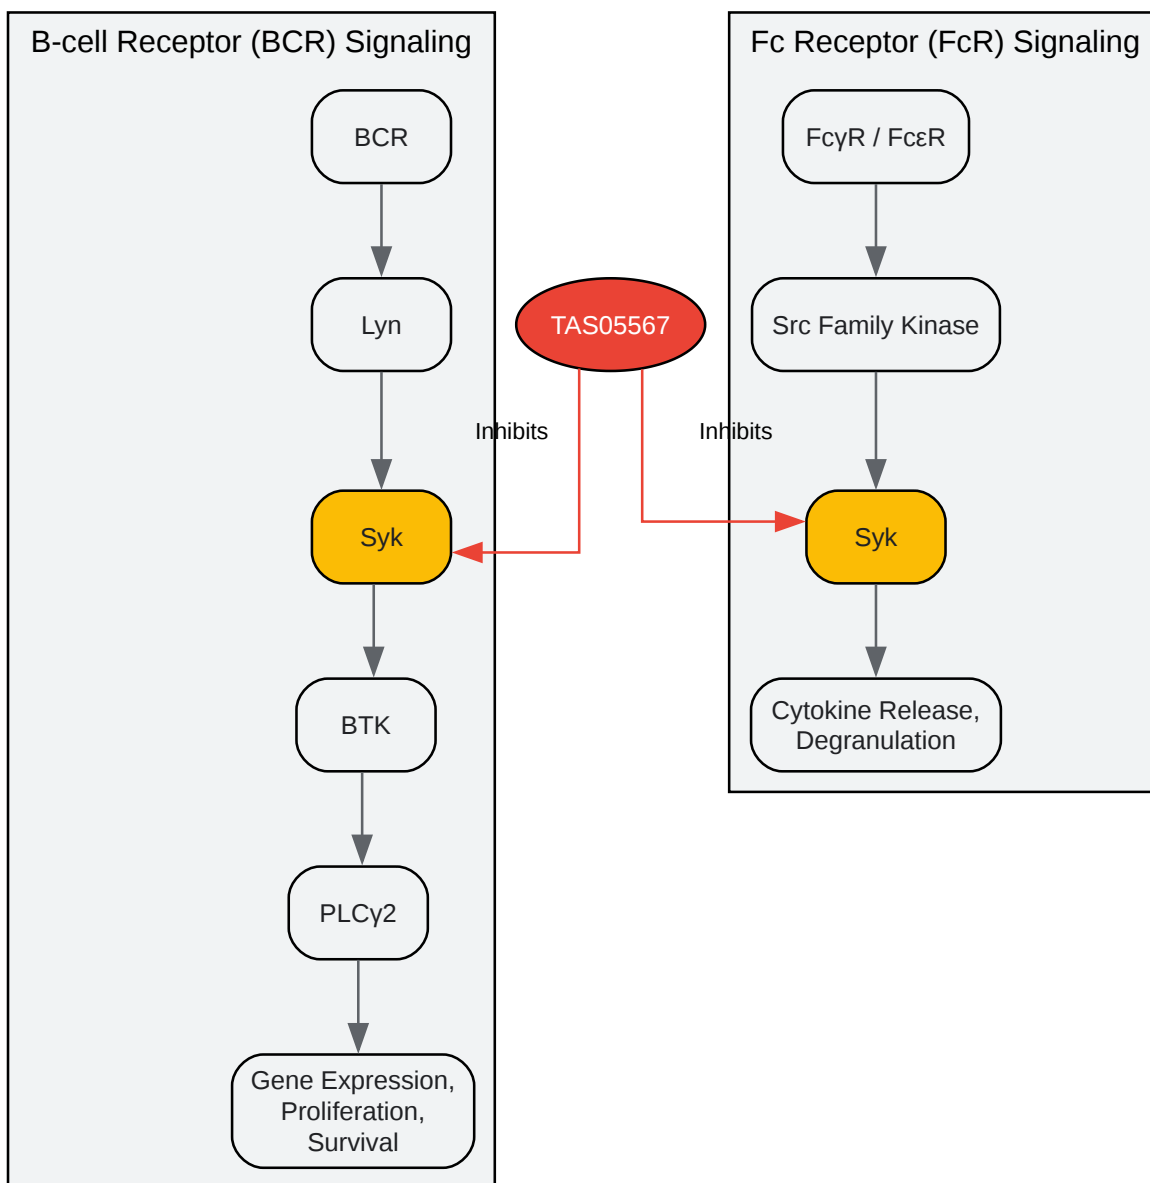 B-cell Receptor (BCR) Signaling
BCR
Lyn
Syk
BTK
PLCγ2
Gene Expression,
Proliferation,
Survival
TAS05567
Inhibits
Inhibits
Fc Receptor (FcR) Signaling
FcγR / FcεR
Src Family Kinase
Syk
Cytokine Release,
Degranulation